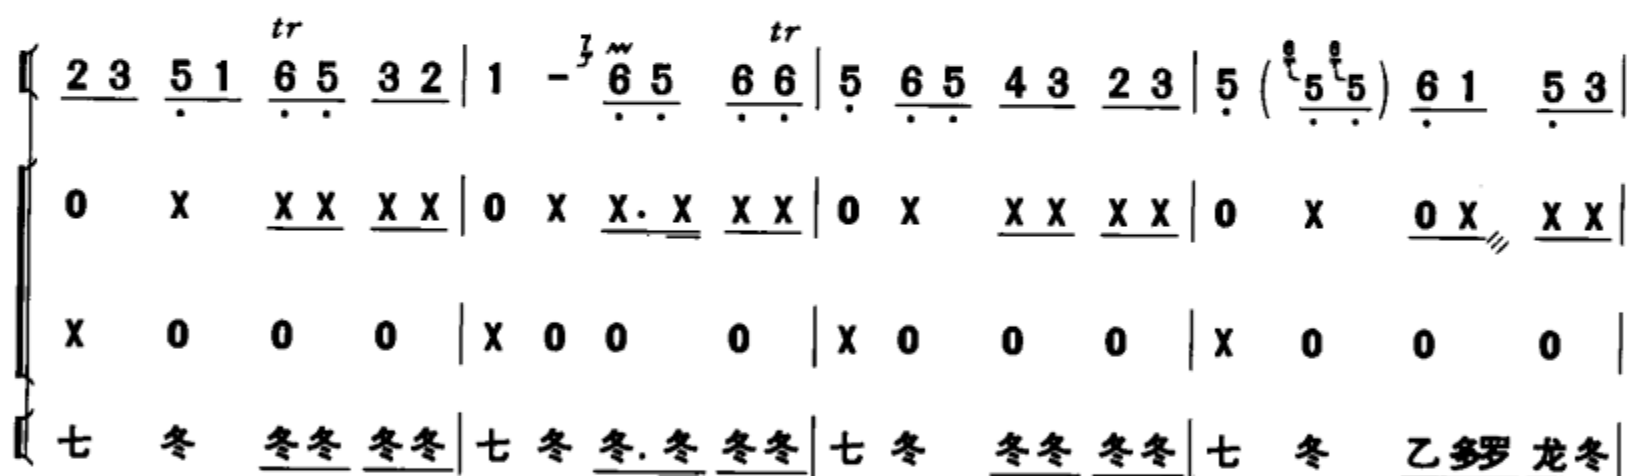 tr tr
2 3 5 1 6 5 3 2 | 1 - 6 5 6 6 | 5 6 5 4 3 2 3 | 5 ( 5 5 ) 6 1 5 3 |
0 X X X X X | 0 X X. X X X | 0 X X X X X | 0 X 0 X X X |
X 0 0 0 | X 0 0 0 | X 0 0 0 | X 0 0 0 |
七 冬 冬冬 冬冬 | 七 冬 冬. 冬 冬冬 | 七 冬 冬冬 冬冬 | 七 冬 乙 多罗 龙冬 |